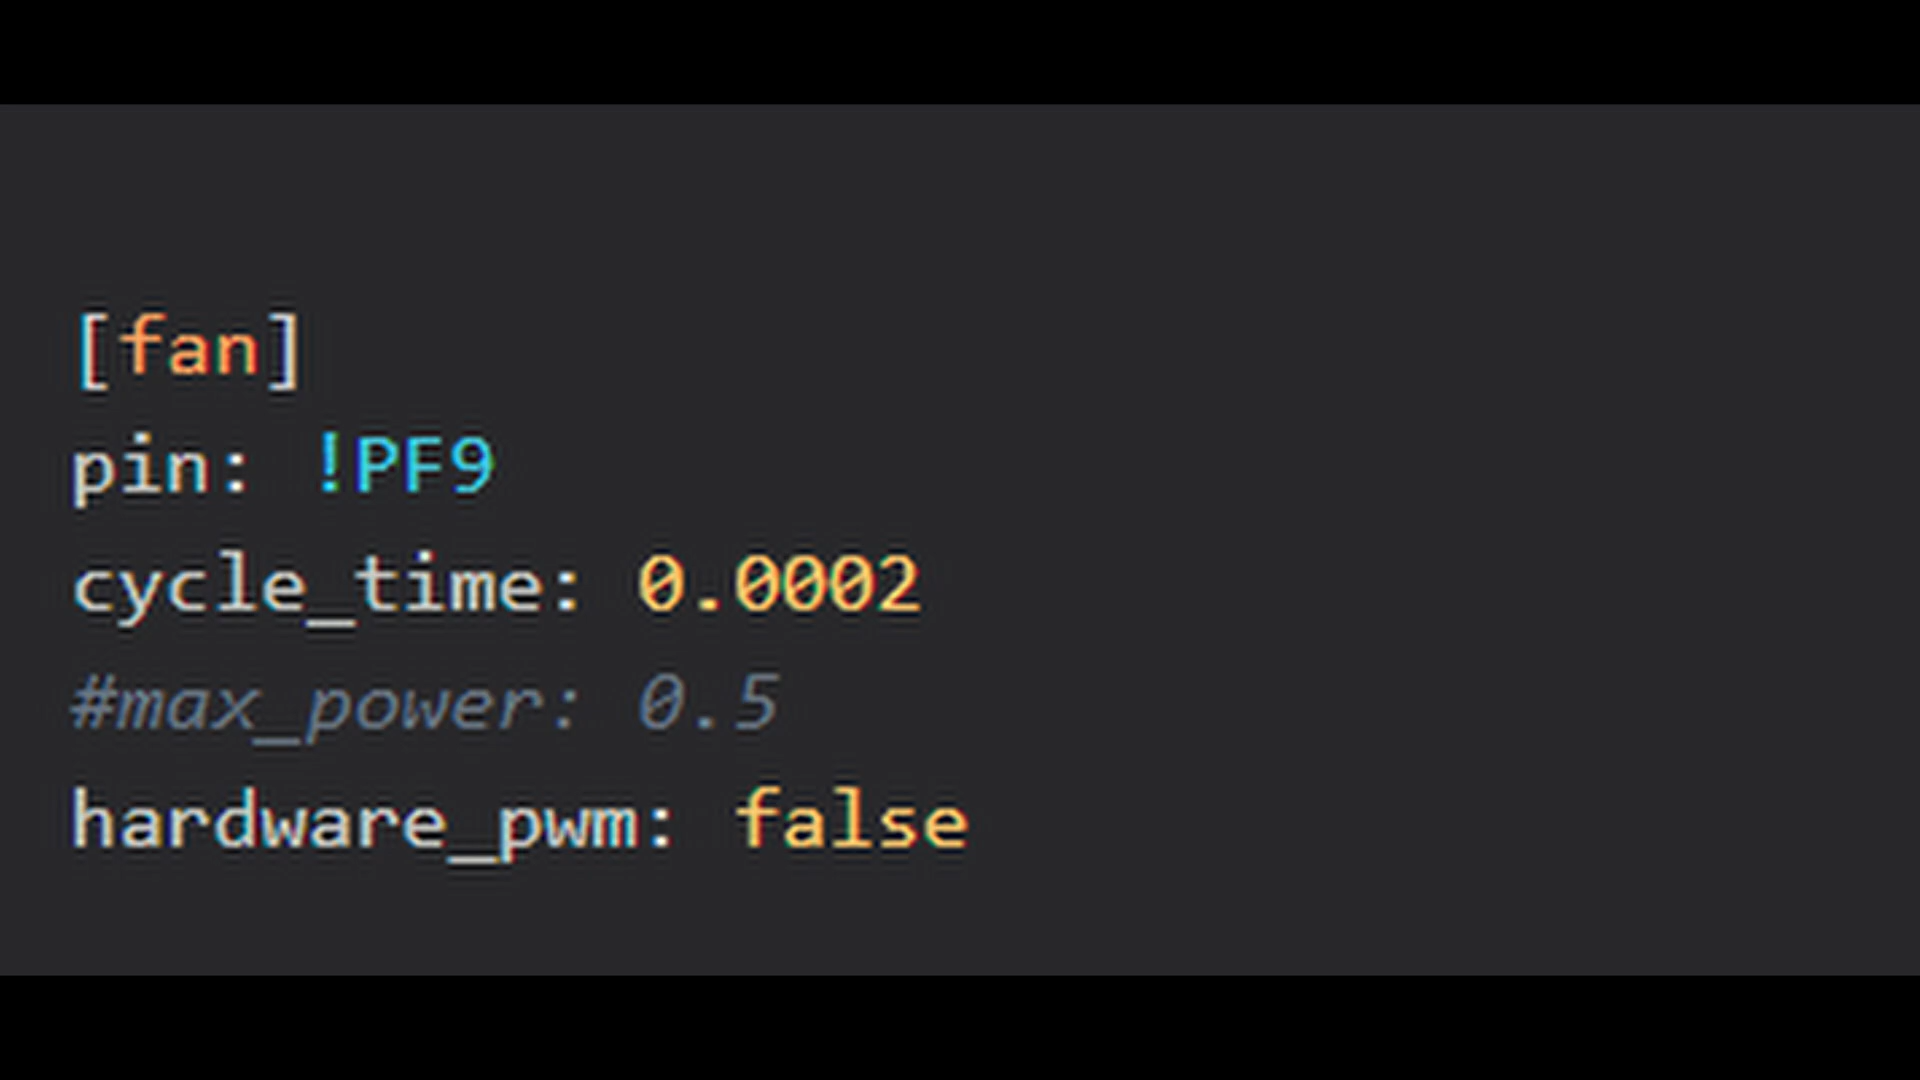 [fan]
pin: !PF9
cycle_time: 0.0002
#max_power: 0.5
hardware_pwm: false